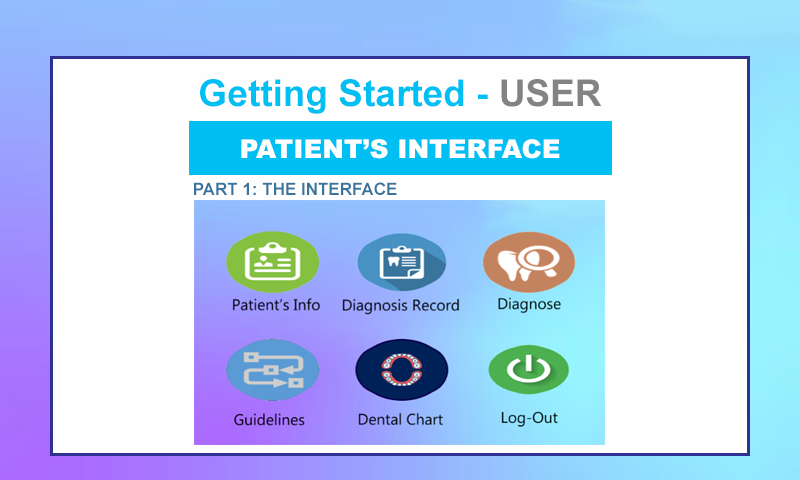 Getting Started - USER
PATIENT’S INTERFACE
PART 1: THE INTERFACE
Patient’s Info
Diagnosis Record
Diagnose
Guidelines
Dental Chart
Log-Out